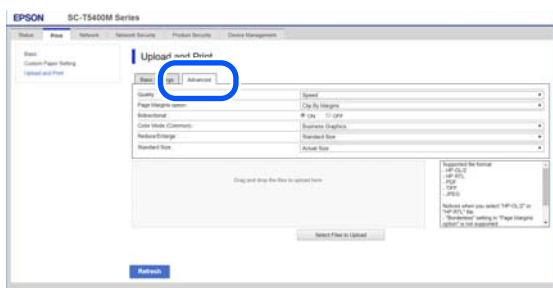 EPSON SC-T5400M Series
Status Print Network Network Security Product Security Device Management
Basic
Custom Paper Setting
Upload and Print
Upload and Print
Basic Advanced
Quality : Speed
Page Margins option : Clip By Margins
Bidirectional : ON OFF
Color Mode (Common) : Business Graphics
Reduce/Enlarge : Standard Size
Standard Size : Actual Size
Drag and drop the files to upload here.
Supported file format
- HP-GL/2
- HP RTL
- PDF
- TIFF
- JPEG
Notices when you select "HP-GL/2" or
"HP RTL" file
- "Borderless" setting in "Page Margins
option" is not supported
Select Files to Upload
Refresh